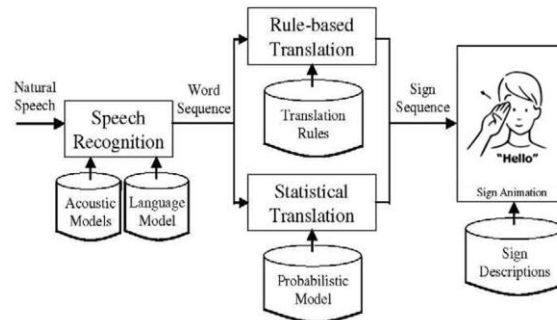 Natural
Speech
Speech
Recognition
Acoustic
Models
Language
Model
Word
Sequence
Rule-based
Translation
Translation
Rules
Statistical
Translation
Probabilistic
Model
Sign
Sequence
"Hello"
Sign Animation
Sign
Descriptions